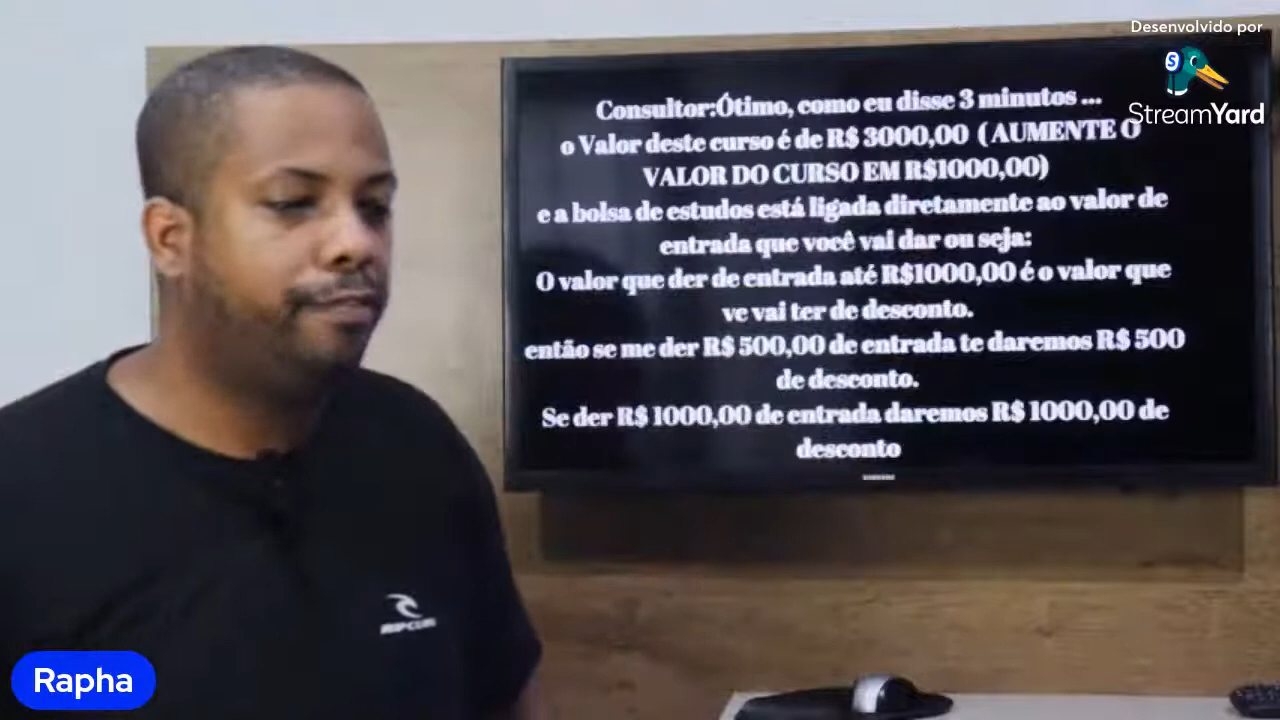 Desenvolvido por
StreamYard
Consultor:Ótimo, como eu disse 3 minutos ...
o Valor deste curso é de R$ 3000,00 ( AUMENTE O
VALOR DO CURSO EM R$1000,00)
e a bolsa de estudos está ligada diretamente ao valor de
entrada que você vai dar ou seja:
O valor que der de entrada até R$1000,00 é o valor que
vc vai ter de desconto.
então se me der R$ 500,00 de entrada te daremos R$ 500
de desconto.
Se der R$ 1000,00 de entrada daremos R$ 1000,00 de
desconto
SAMSUNG
RIP CURL
Rapha